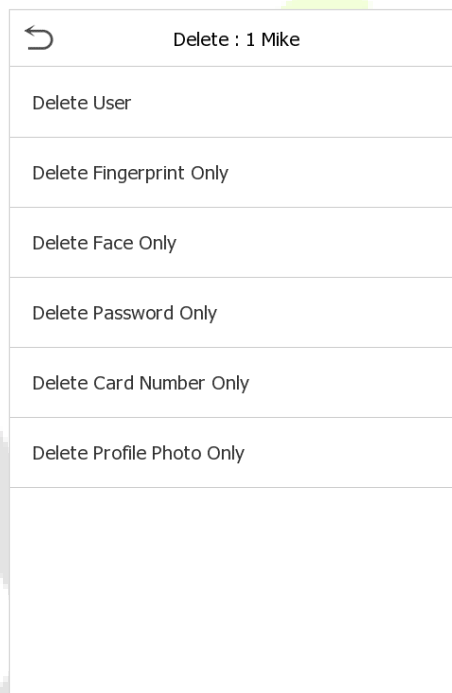 Delete : 1 Mike
Delete User
Delete Fingerprint Only
Delete Face Only
Delete Password Only
Delete Card Number Only
Delete Profile Photo Only